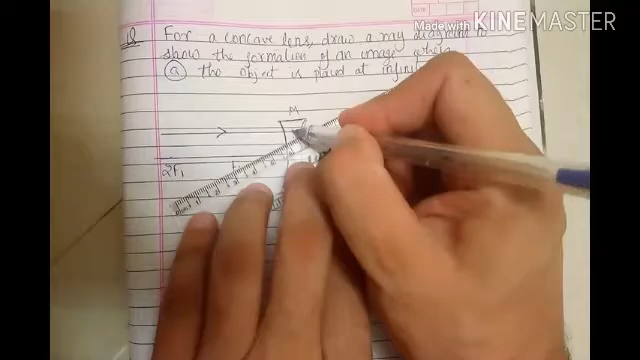 Made with KINEMASTER
Q For a concave lens, draw a ray diagram to
show the formation of an image when
(a) the object is placed at infin
M
2F1